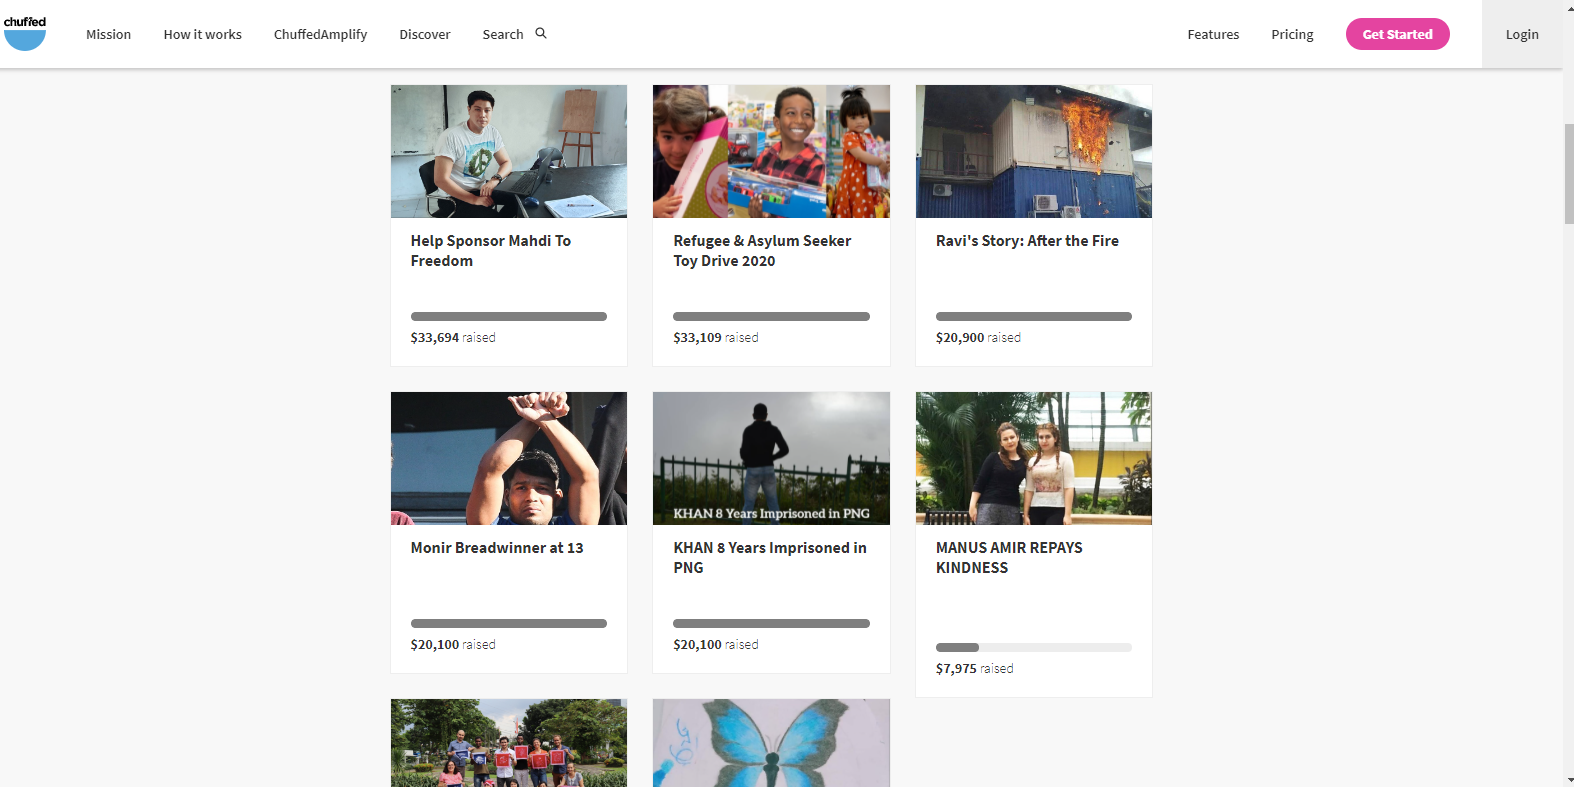 chuffed
Mission
How it works
ChuffedAmplify
Discover
Search
Features
Pricing
Get Started
Login
Help Sponsor Mahdi To
Freedom
$33,694 raised
Refugee & Asylum Seeker
Toy Drive 2020
$33,109 raised
Ravi's Story: After the Fire
$20,900 raised
Monir Breadwinner at 13
$20,100 raised
KHAN 8 Years Imprisoned in PNG
KHAN 8 Years Imprisoned in
PNG
$20,100 raised
MANUS AMIR REPAYS
KINDNESS
$7,975 raised